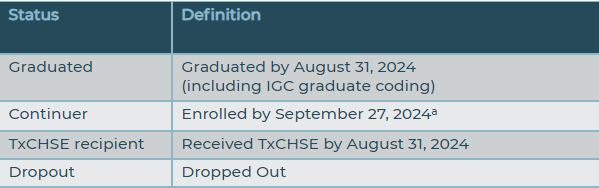 Status Definition
Graduated Graduated by August 31, 2024
(including IGC graduate coding)
Continuer Enrolled by September 27, 2024ᵃ
TxCHSE recipient Received TxCHSE by August 31, 2024
Dropout Dropped Out